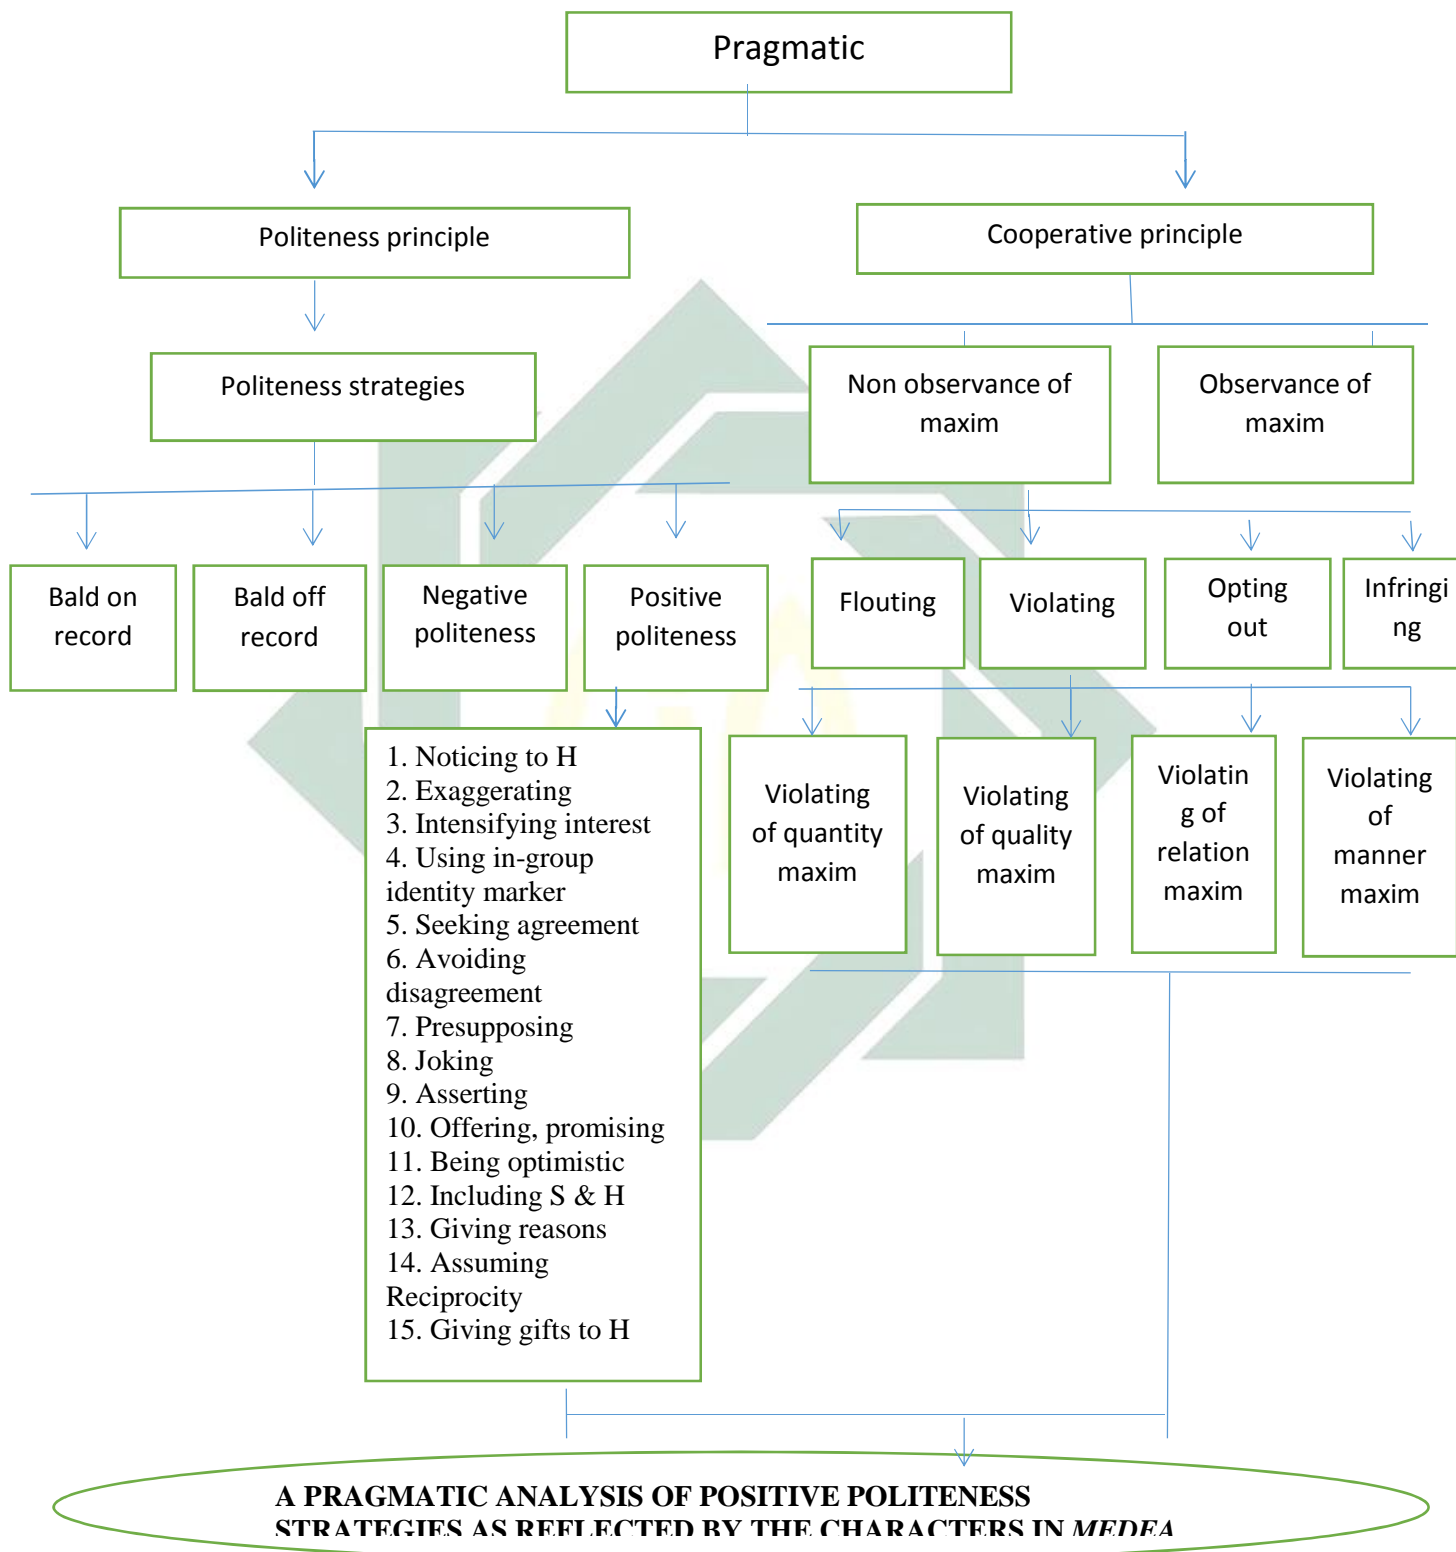 Pragmatic
Politeness principle
Cooperative principle
Politeness strategies
Non observance of
maxim
Observance of
maxim
Bald on
record
Bald off
record
Negative
politeness
Positive
politeness
Flouting
Violating
Opting
out
Infringi
ng
1. Noticing to H
2. Exaggerating
3. Intensifying interest
4. Using in-group
identity marker
5. Seeking agreement
6. Avoiding
disagreement
7. Presupposing
8. Joking
9. Asserting
10. Offering, promising
11. Being optimistic
12. Including S & H
13. Giving reasons
14. Assuming
Reciprocity
15. Giving gifts to H
Violating
of quantity
maxim
Violating
of quality
maxim
Violatin
g of
relation
maxim
Violating
of
manner
maxim
A PRAGMATIC ANALYSIS OF POSITIVE POLITENESS
STRATEGIES AS REFLECTED BY THE CHARACTERS IN MEDEA